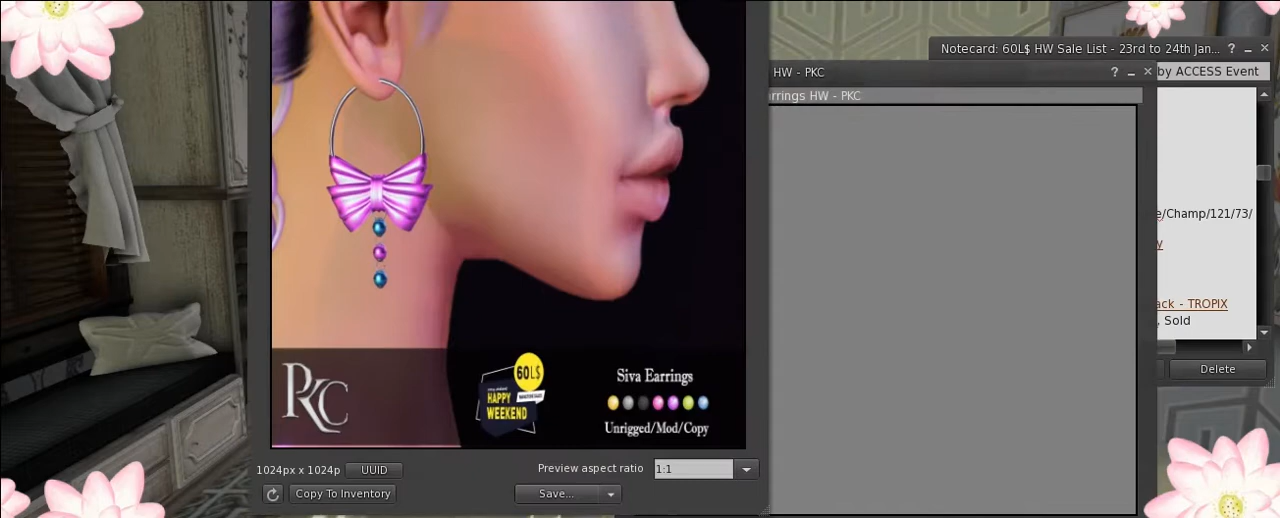 Notecard: 60L$ HW Sale List - 23rd to 24th Jan...
by ACCESS Event
HW - PKC
rrings HW - PKC
e/Champ/121/73/
y
ack - TROPIX
, Sold
Delete
PKC
60L$
HAPPY
WEEKEND
Siva Earrings
Unrigged/Mod/Copy
1024px x 1024p
UUID
Preview aspect ratio
1:1
Copy To Inventory
Save...